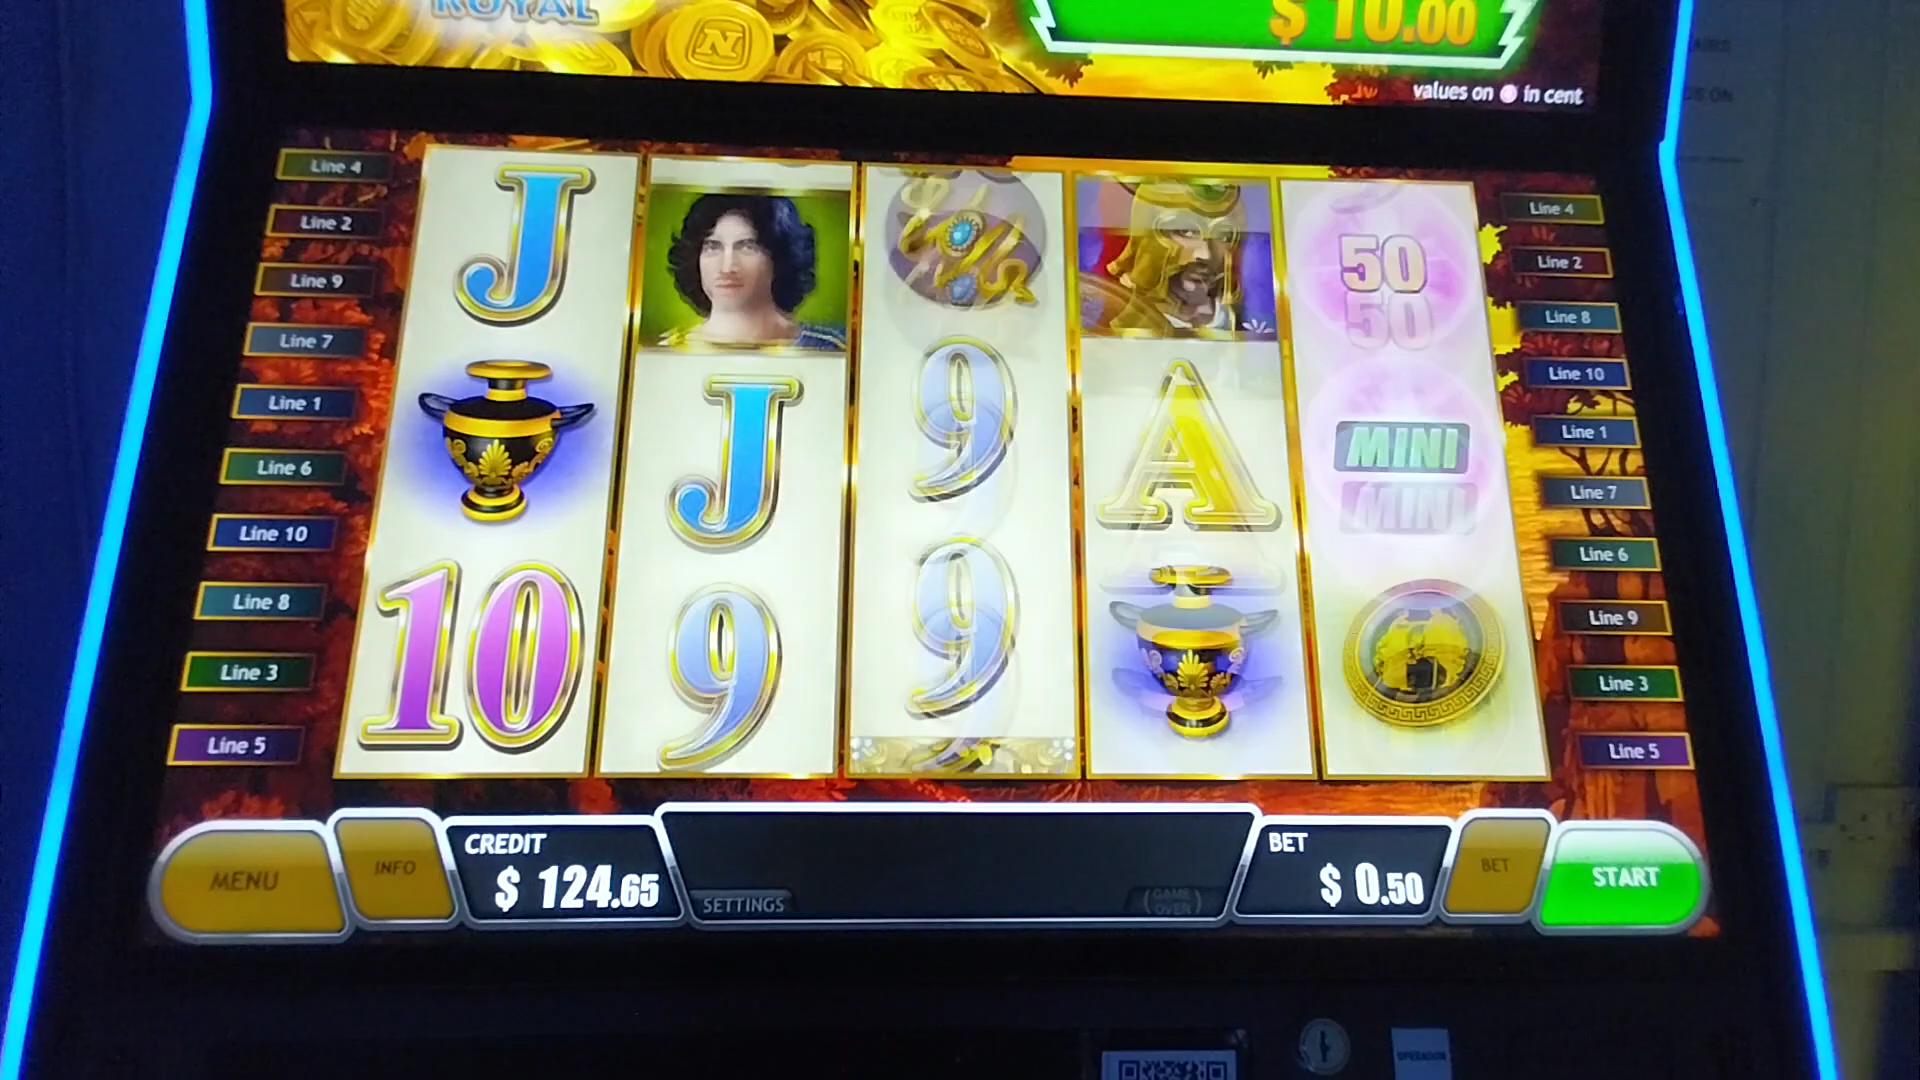 ROYAL
$ 10.00
values on in cent
Line 4
Line 2
Line 9
Line 7
Line 1
Line 6
Line 10
Line 8
Line 3
Line 5
J
10
J
9
9
9
A
50
50
MINI
MINI
Line 4
Line 2
Line 8
Line 10
Line 1
Line 7
Line 6
Line 9
Line 3
Line 5
MENU
INFO
CREDIT
$ 124.65
SETTINGS
GAME
OVER
BET
$ 0.50
BET
START